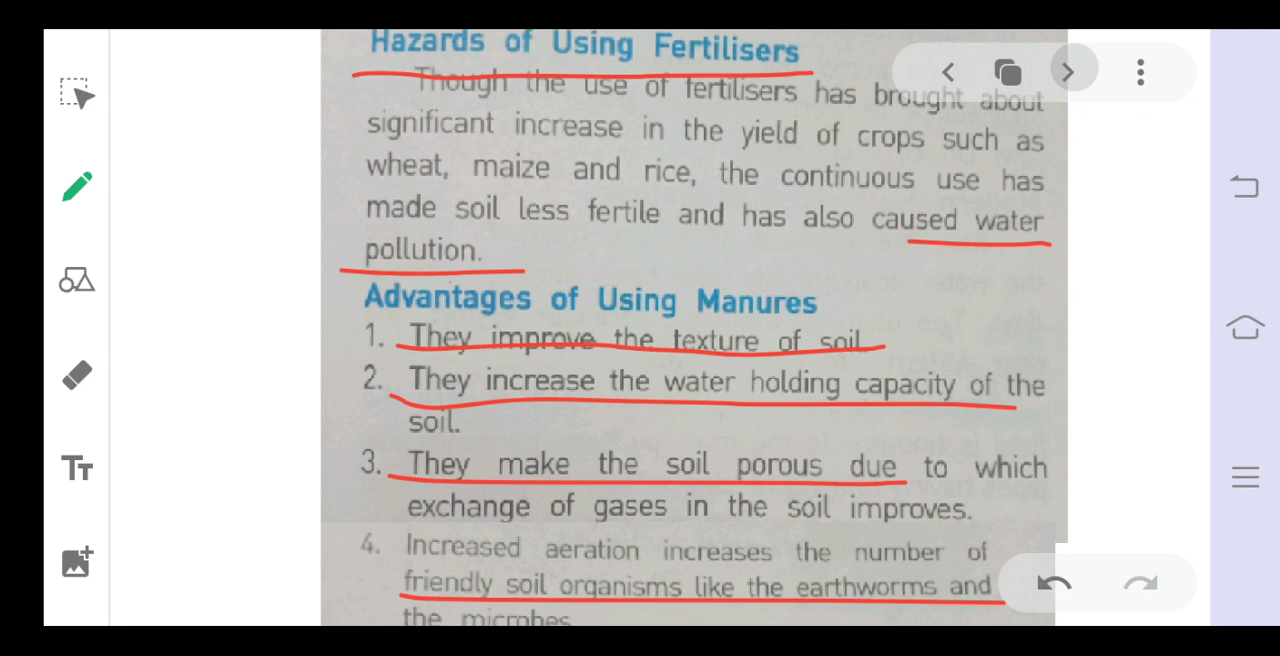 Hazards of Using Fertilisers
Though the use of fertilisers has brought about
significant increase in the yield of crops such as
wheat, maize and rice, the continuous use has
made soil less fertile and has also caused water
pollution.
Advantages of Using Manures
1. They improve the texture of soil.
2. They increase the water holding capacity of the
soil.
3. They make the soil porous due to which
exchange of gases in the soil improves.
4. Increased aeration increases the number of
friendly soil organisms like the earthworms and
the microbes
TT